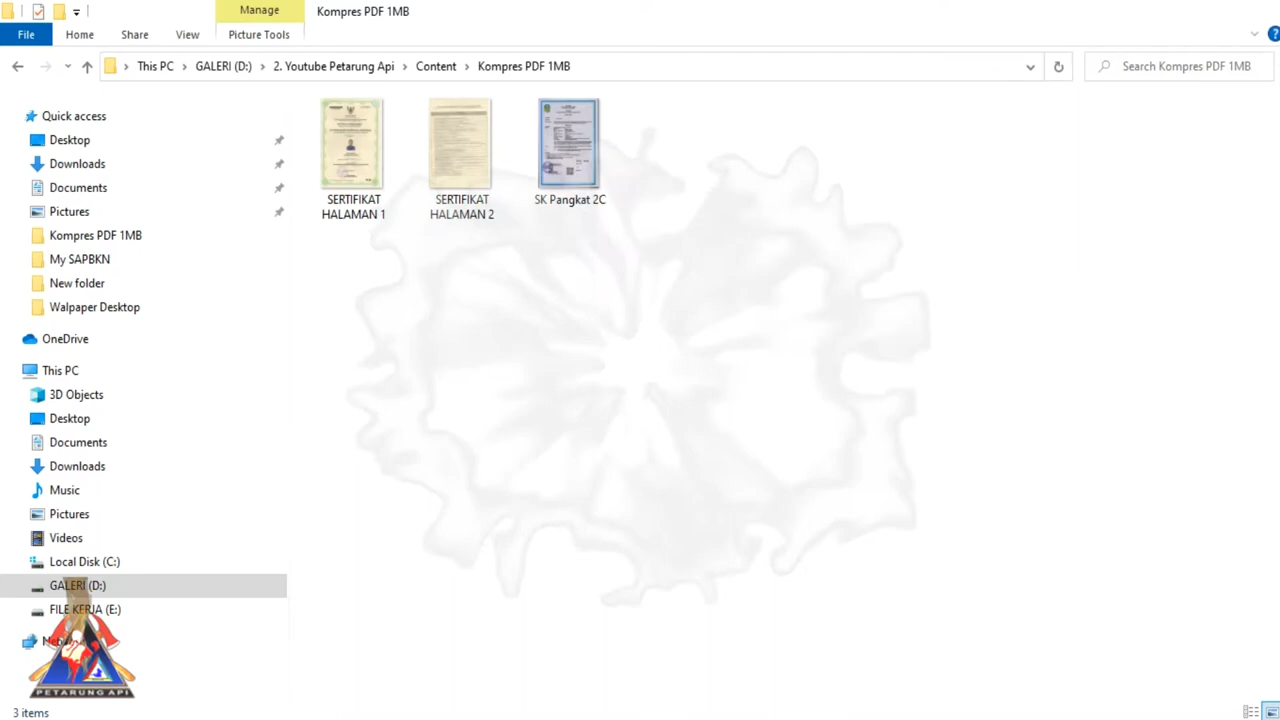 Manage
Kompres PDF 1MB
File
Home
Share
View
Picture Tools
This PC
GALERI (D:)
2. Youtube Petarung Api
Content
Kompres PDF 1MB
Search Kompres PDF 1MB
Quick access
Desktop
Downloads
Documents
Pictures
Kompres PDF 1MB
My SAPBKN
New folder
Walpaper Desktop
OneDrive
This PC
3D Objects
Desktop
Documents
Downloads
Music
Pictures
Videos
Local Disk (C:)
GALERI (D:)
FILE KERJA (E:)
SERTIFIKAT
HALAMAN 1
SERTIFIKAT
HALAMAN 2
SK Pangkat 2C
PETARUNG API
3 items